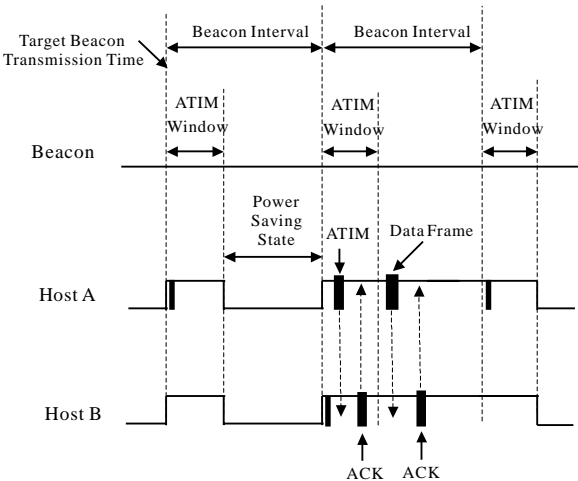 Beacon Interval
Beacon Interval
Target Beacon
Transmission Time
ATIM
Window
ATIM
Window
ATIM
Window
Beacon
Power
Saving
State
ATIM
Data Frame
Host A
Host B
ACK
ACK